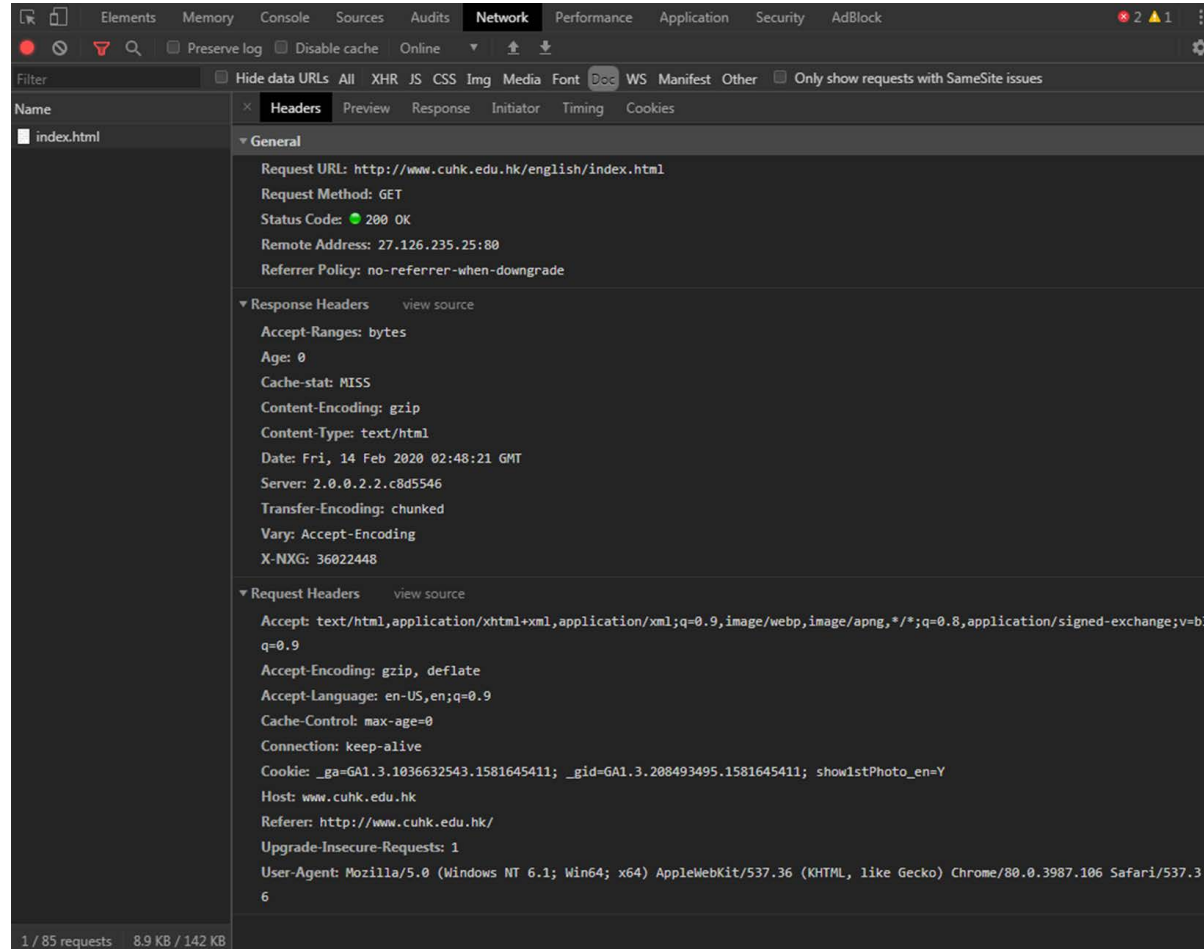 Elements Memory Console Sources Audits Network Performance Application Security AdBlock 2 1
Preserve log Disable cache Online
Filter Hide data URLs All XHR JS CSS Img Media Font Doc WS Manifest Other Only show requests with SameSite issues
Name × Headers Preview Response Initiator Timing Cookies
index.html
General
Request URL: http://www.cuhk.edu.hk/english/index.html
Request Method: GET
Status Code: 200 OK
Remote Address: 27.126.235.25:80
Referrer Policy: no-referrer-when-downgrade
Response Headers view source
Accept-Ranges: bytes
Age: 0
Cache-stat: MISS
Content-Encoding: gzip
Content-Type: text/html
Date: Fri, 14 Feb 2020 02:48:21 GMT
Server: 2.0.0.2.2.c8d5546
Transfer-Encoding: chunked
Vary: Accept-Encoding
X-NXG: 36022448
Request Headers view source
Accept: text/html,application/xhtml+xml,application/xml;q=0.9,image/webp,image/apng,*/*;q=0.8,application/signed-exchange;v=b
q=0.9
Accept-Encoding: gzip, deflate
Accept-Language: en-US,en;q=0.9
Cache-Control: max-age=0
Connection: keep-alive
Cookie: _ga=GA1.3.1036632543.1581645411; _gid=GA1.3.208493495.1581645411; show1stPhoto_en=Y
Host: www.cuhk.edu.hk
Referer: http://www.cuhk.edu.hk/
Upgrade-Insecure-Requests: 1
User-Agent: Mozilla/5.0 (Windows NT 6.1; Win64; x64) AppleWebKit/537.36 (KHTML, like Gecko) Chrome/80.0.3987.106 Safari/537.3
6
1 / 85 requests 8.9 KB / 142 KB